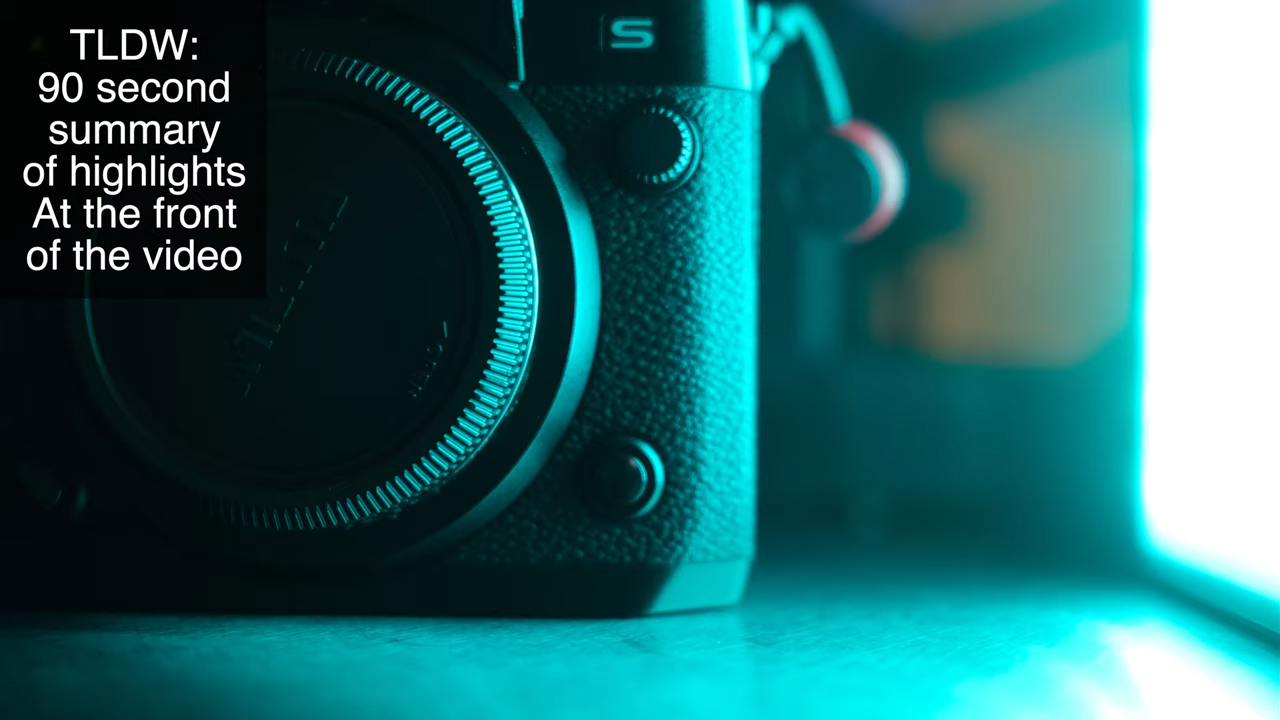 TLDW:
90 second
summary
of highlights
At the front
of the video
S